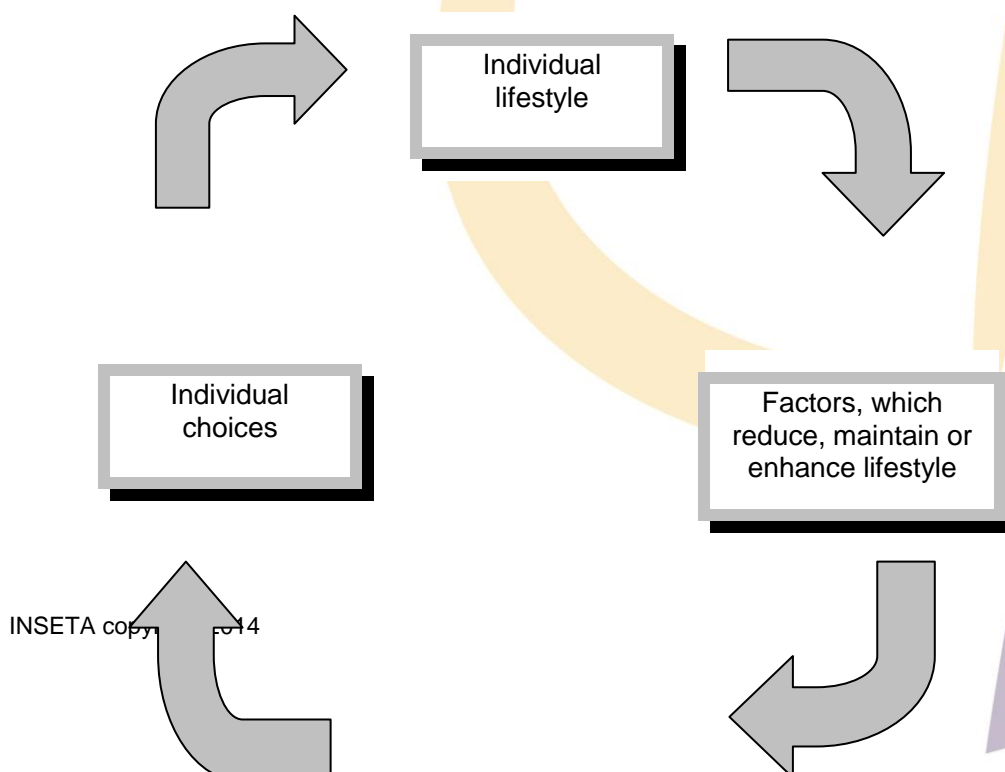 Individual
lifestyle
Individual
choices
Factors, which
reduce, maintain or
enhance lifestyle
INSETA